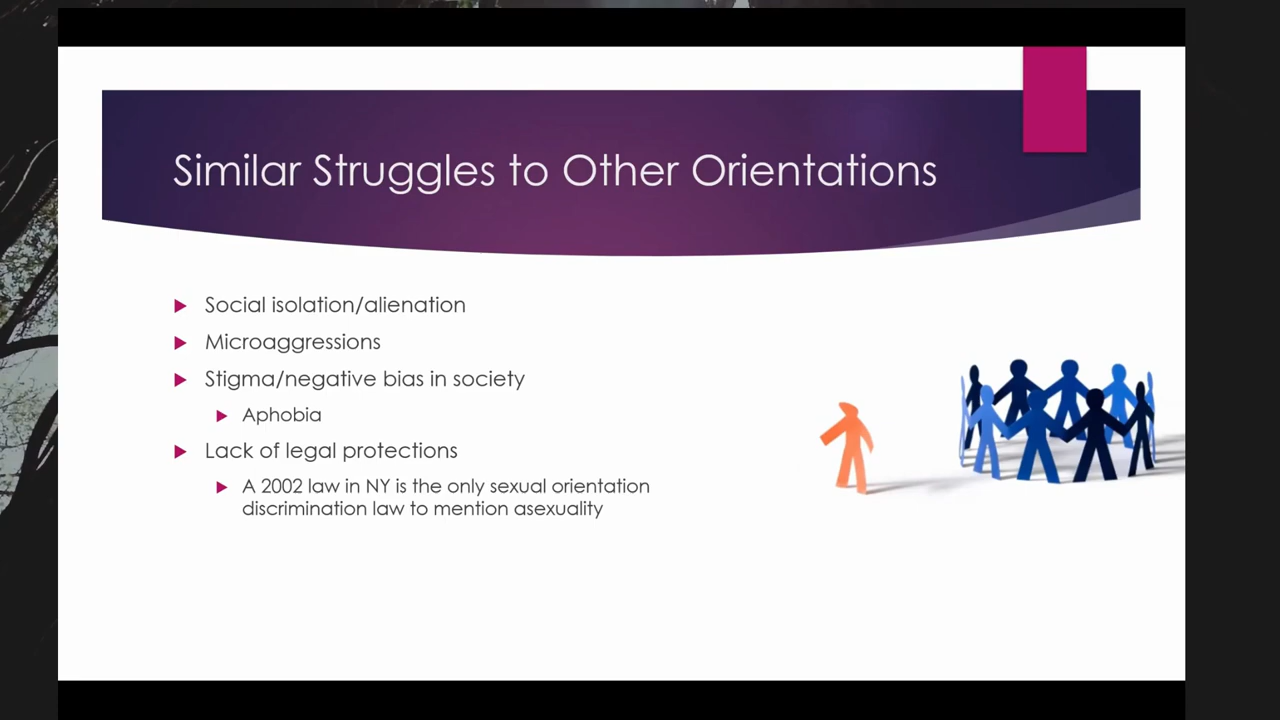 Similar Struggles to Other Orientations
Social isolation/alienation
Microaggressions
Stigma/negative bias in society
Aphobia
Lack of legal protections
A 2002 law in NY is the only sexual orientation
discrimination law to mention asexuality